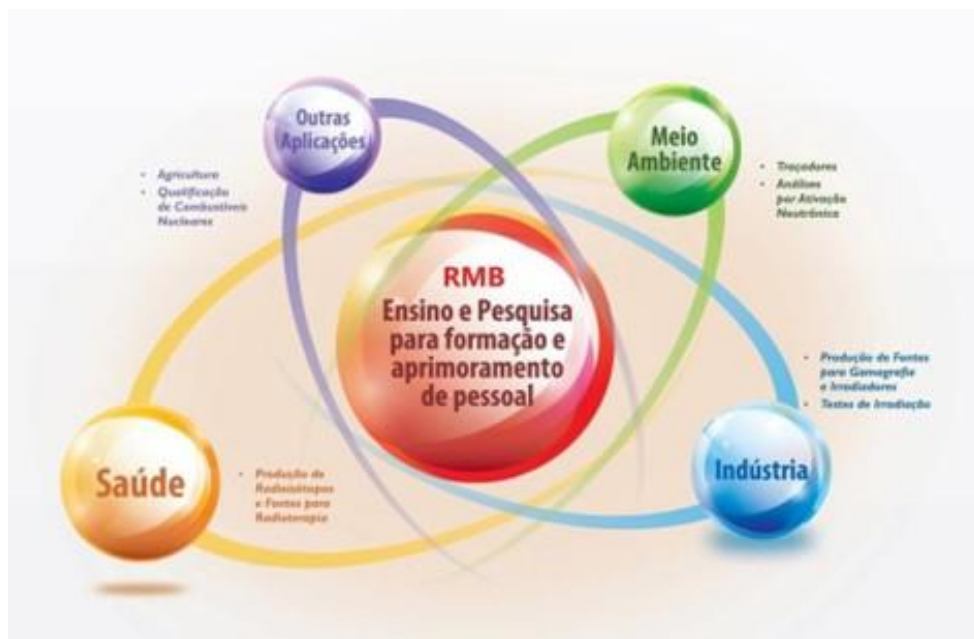 Outras
Aplicações
• Agricultura
• Qualificação
de Combustíveis
Nucleares
Meio
Ambiente
• Traçadores
• Análises
por Ativação
Neutrônica
RMB
Ensino e Pesquisa
para formação e
aprimoramento
de pessoal
• Produção de Fontes
para Gamagrafia
e Irradiadores
• Testes de Irradiação
Indústria
Saúde
• Produção de
Radioisótopos
e Fontes para
Radioterapia